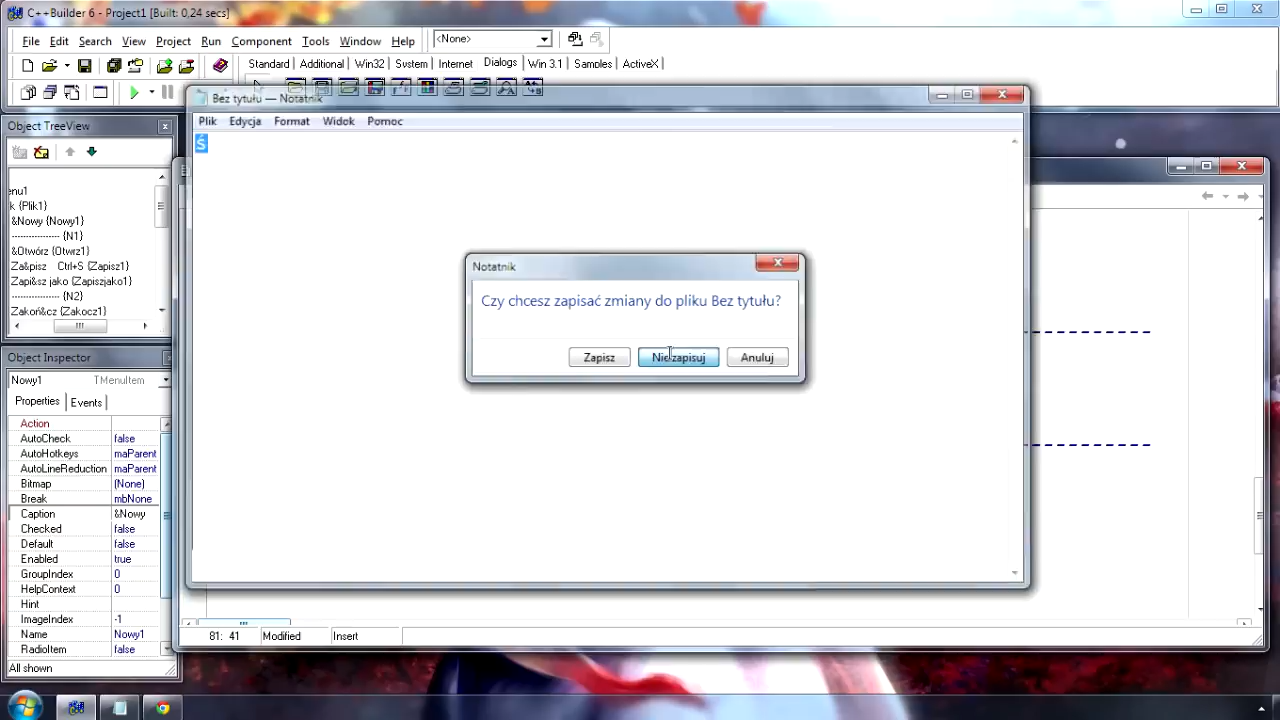 C++Builder 6 - Project1 [Built: 0,24 secs]
File Edit Search View Project Run Component Tools Window Help
<None>
Standard Additional Win32 System Internet Dialogs Win 3.1 Samples ActiveX
Bez tytułu — Notatnik
Plik Edycja Format Widok Pomoc
Ś
Object TreeView
enu1
k {Plik1}
&Nowy {Nowy1}
---------------- {N1}
&Otwórz {Otwrz1}
Za&pisz Ctrl+S {Zapisz1}
Zapi&sz jako {Zapiszjako1}
---------------- {N2}
Zakoń&cz {Zakocz1}
Notatnik
Czy chcesz zapisać zmiany do pliku Bez tytułu?
Zapisz Nie zapisuj Anuluj
Object Inspector
Nowy1 TMenuItem
Properties Events
Action
AutoCheck false
AutoHotkeys maParent
AutoLineReduction maParent
Bitmap (None)
Break mbNone
Caption &Nowy
Checked false
Default false
Enabled true
GroupIndex 0
HelpContext 0
Hint
ImageIndex -1
Name Nowy1
RadioItem false
All shown
81: 41 Modified Insert